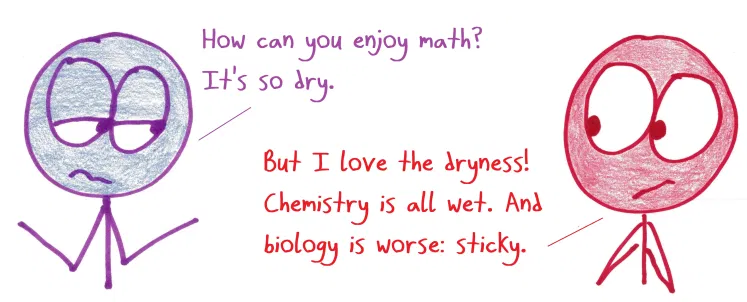 How can you enjoy math?
It's so dry.
But I love the dryness!
Chemistry is all wet. And
biology is worse: sticky.